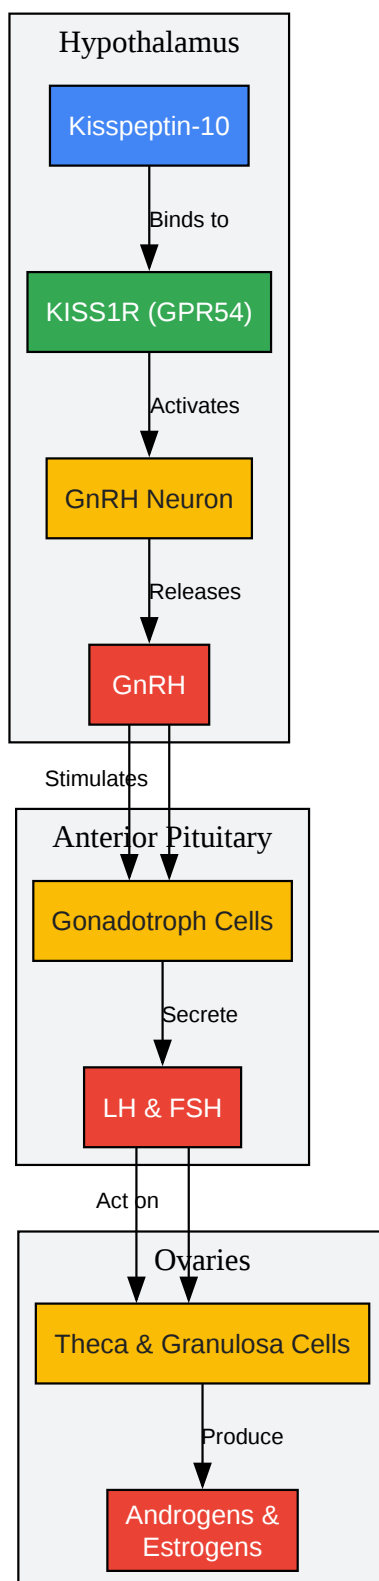 Hypothalamus
Kisspeptin-10
Binds to
KISS1R (GPR54)
Activates
GnRH Neuron
Releases
GnRH
Stimulates
Anterior Pituitary
Gonadotroph Cells
Secrete
LH & FSH
Act on
Ovaries
Theca & Granulosa Cells
Produce
Androgens &
Estrogens